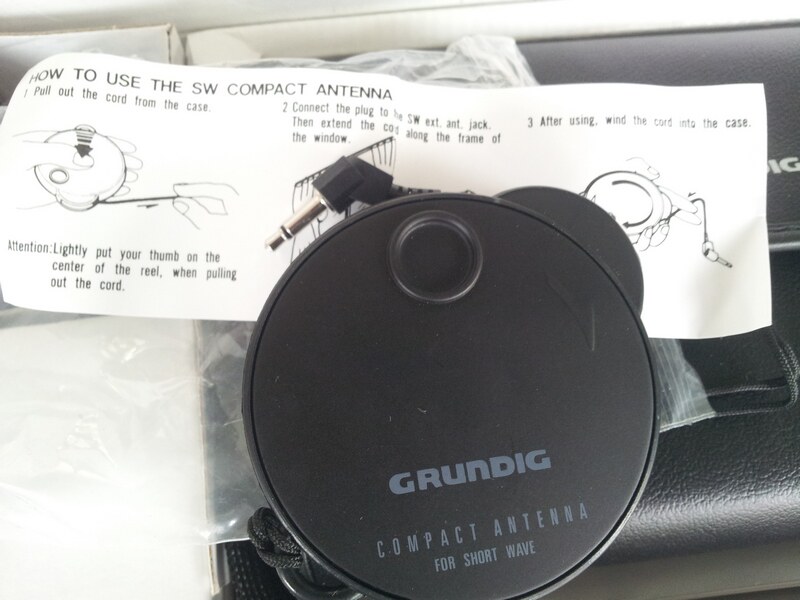 HOW TO USE THE SW COMPACT ANTENNA
1 Pull out the cord from the case.
2 Connect the plug to the SW ext. ant. jack.
Then extend the cord along the frame of
the window.
3 After using, wind the cord into the case.
Attention:Lightly put your thumb on the
center of the reel, when pulling
out the cord.
GRUNDIG
COMPACT ANTENNA
FOR SHORT WAVE
DIG